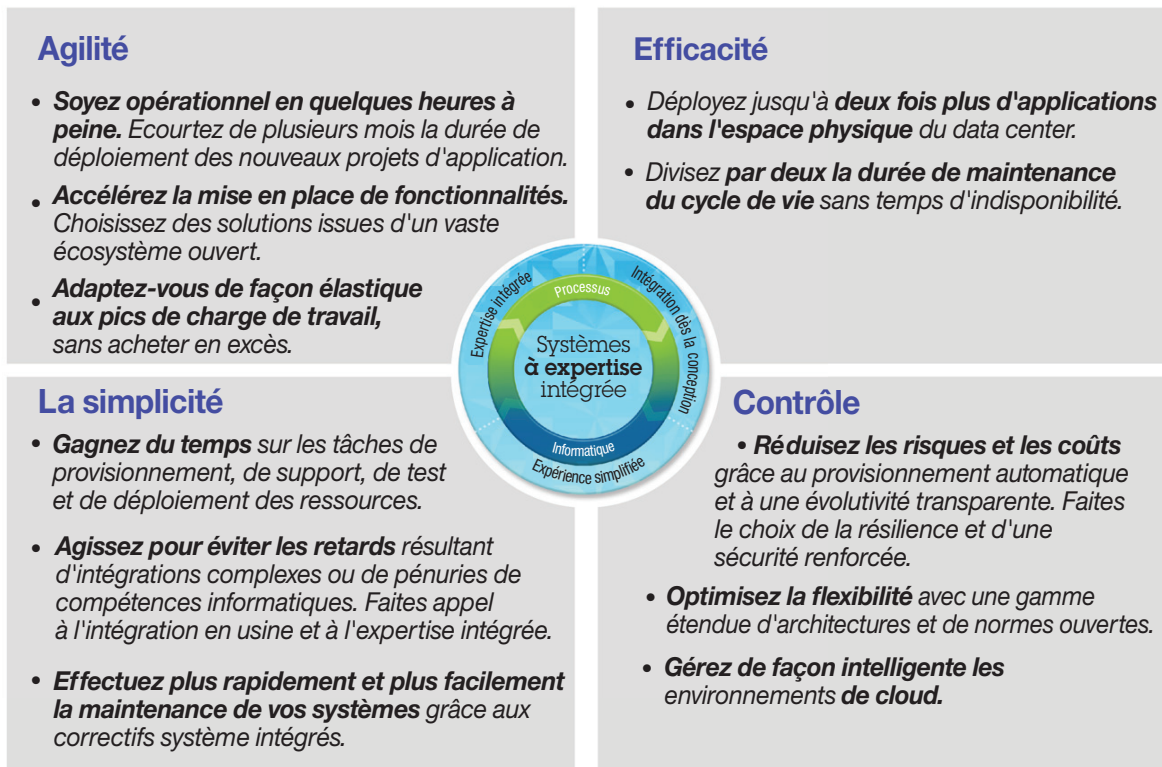 Agilité
• Soyez opérationnel en quelques heures à
peine. Ecourtez de plusieurs mois la durée de
déploiement des nouveaux projets d'application.
• Accélérez la mise en place de fonctionnalités.
Choisissez des solutions issues d'un vaste
écosystème ouvert.
• Adaptez-vous de façon élastique
aux pics de charge de travail,
sans acheter en excès.
Efficacité
• Déployez jusqu'à deux fois plus d'applications
dans l'espace physique du data center.
• Divisez par deux la durée de maintenance
du cycle de vie sans temps d'indisponibilité.
Expertise intégrée
Intégration dès la conception
Processus
Systèmes
à expertise
intégrée
Informatique
Expérience simplifiée
La simplicité
• Gagnez du temps sur les tâches de
provisionnement, de support, de test
et de déploiement des ressources.
• Agissez pour éviter les retards résultant
d'intégrations complexes ou de pénuries de
compétences informatiques. Faites appel
à l'intégration en usine et à l'expertise intégrée.
• Effectuez plus rapidement et plus facilement
la maintenance de vos systèmes grâce aux
correctifs système intégrés.
Contrôle
• Réduisez les risques et les coûts
grâce au provisionnement automatique
et à une évolutivité transparente. Faites
le choix de la résilience et d'une
sécurité renforcée.
• Optimisez la flexibilité avec une gamme
étendue d'architectures et de normes ouvertes.
• Gérez de façon intelligente les
environnements de cloud.